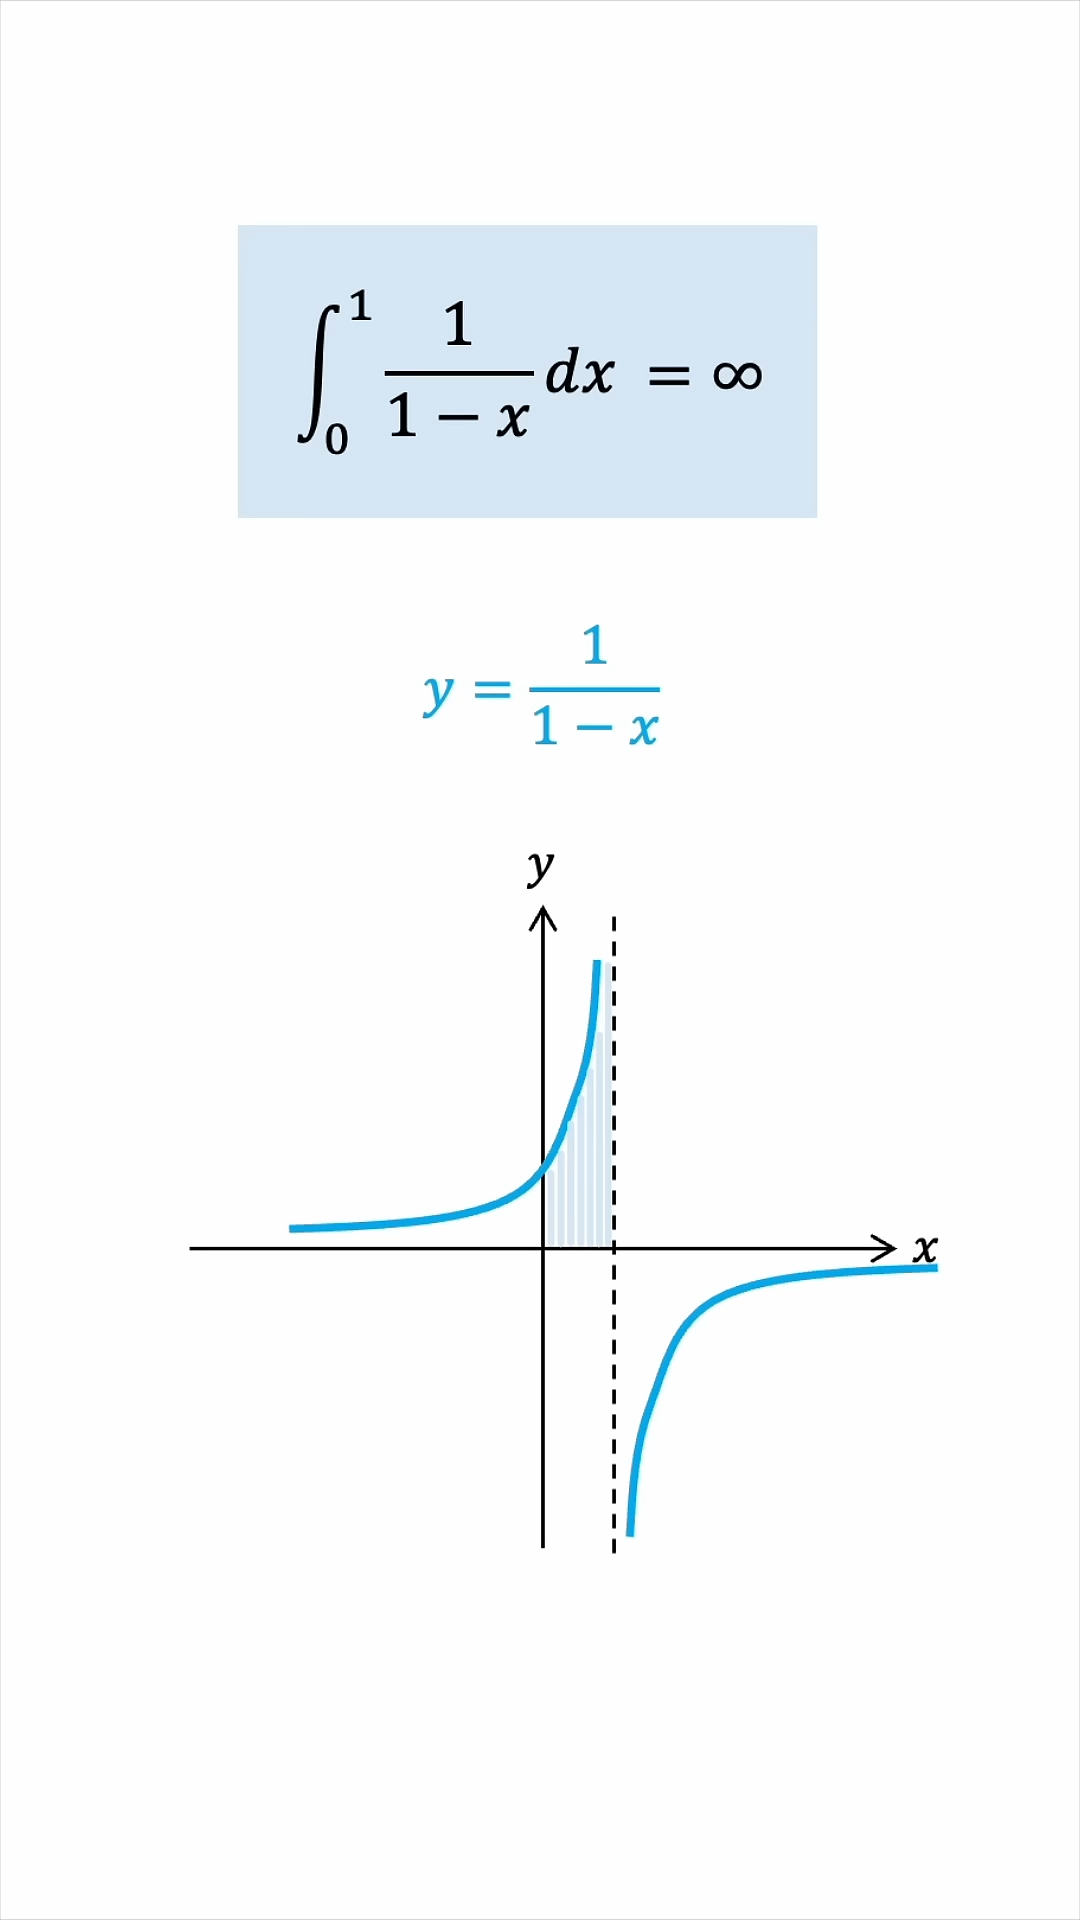 ∫₀¹ 1/(1 − x) dx = ∞
y = 1/(1 − x)
y
x